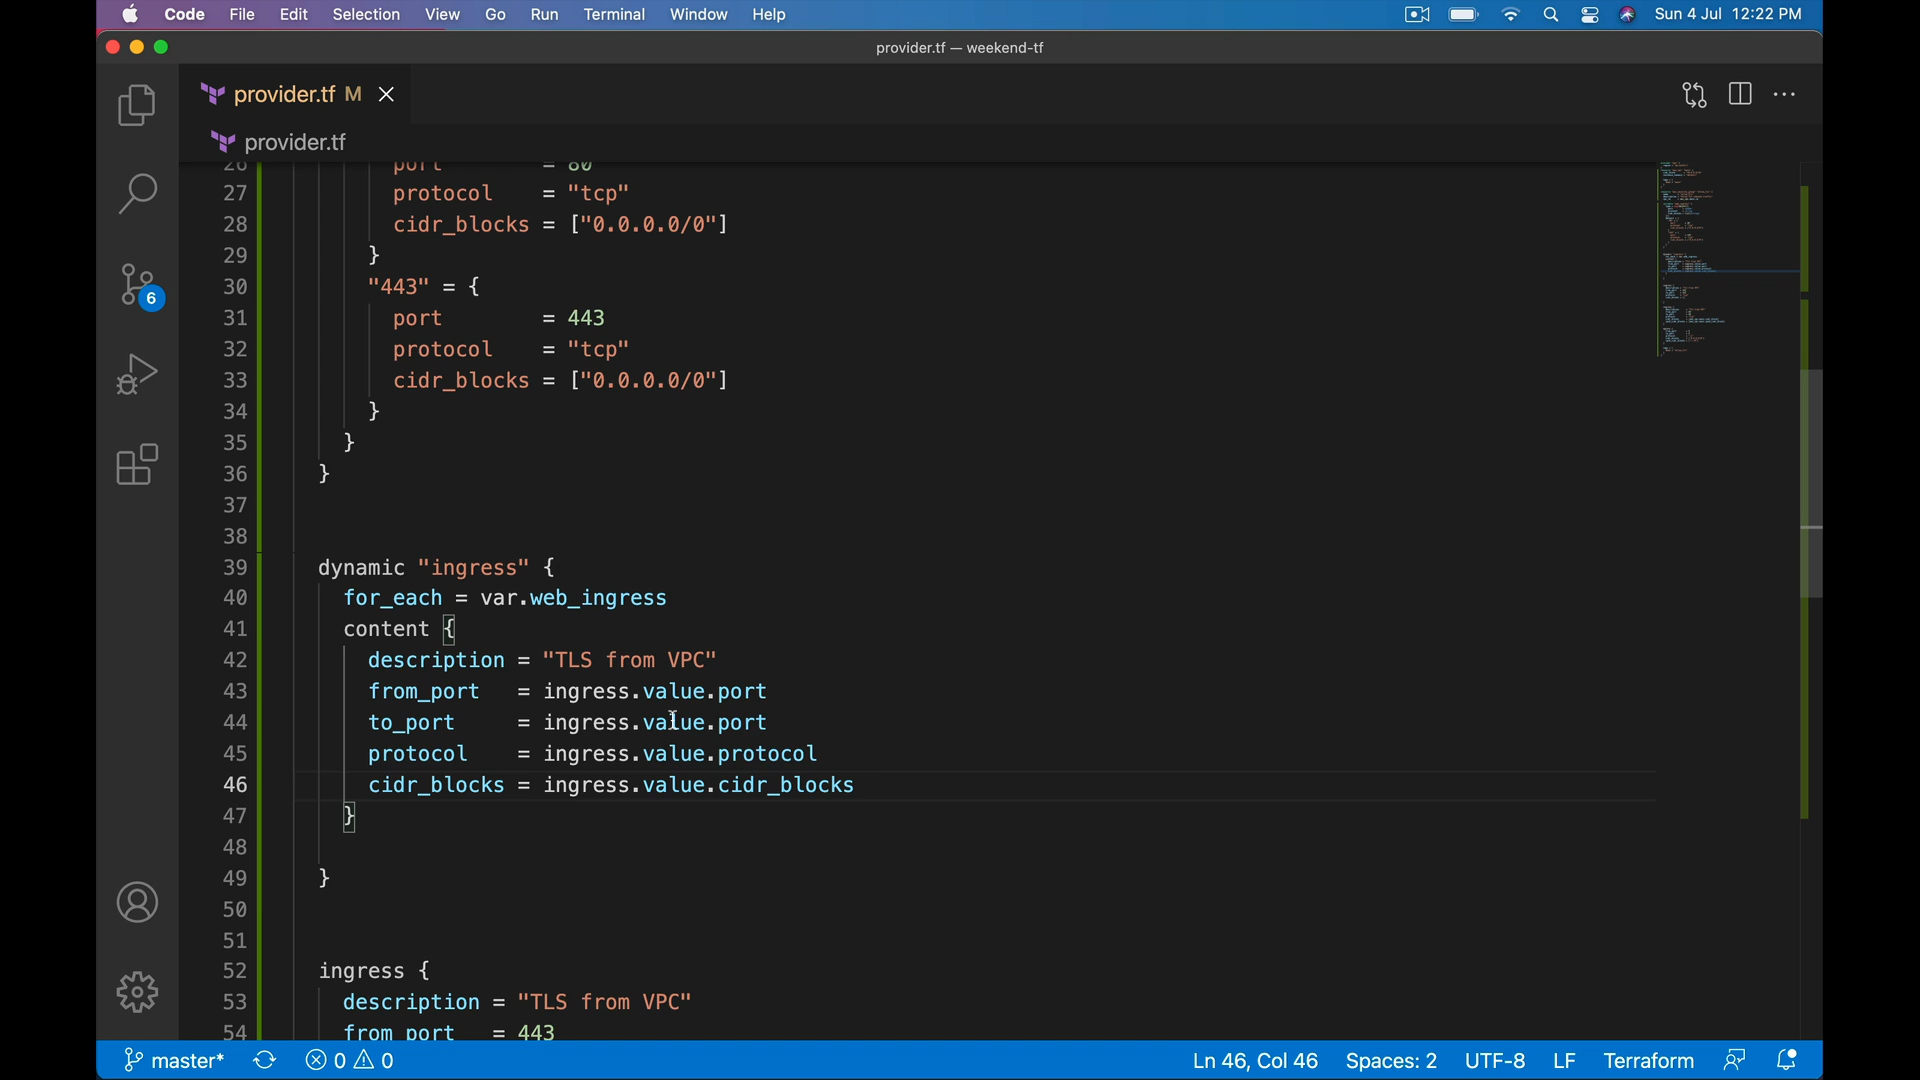 Code File Edit Selection View Go Run Terminal Window Help Sun 4 Jul 12:22 PM
provider.tf — weekend-tf
provider.tf M
provider.tf
26 port = 80
27 protocol = "tcp"
28 cidr_blocks = ["0.0.0.0/0"]
29 }
30 "443" = {
31 port = 443
32 protocol = "tcp"
33 cidr_blocks = ["0.0.0.0/0"]
34 }
35 }
36 }
37
38
39 dynamic "ingress" {
40 for_each = var.web_ingress
41 content {
42 description = "TLS from VPC"
43 from_port = ingress.value.port
44 to_port = ingress.value.port
45 protocol = ingress.value.protocol
46 cidr_blocks = ingress.value.cidr_blocks
47 }
48
49 }
50
51
52 ingress {
53 description = "TLS from VPC"
54 from_port = 443
6
master* 0 0 Ln 46, Col 46 Spaces: 2 UTF-8 LF Terraform